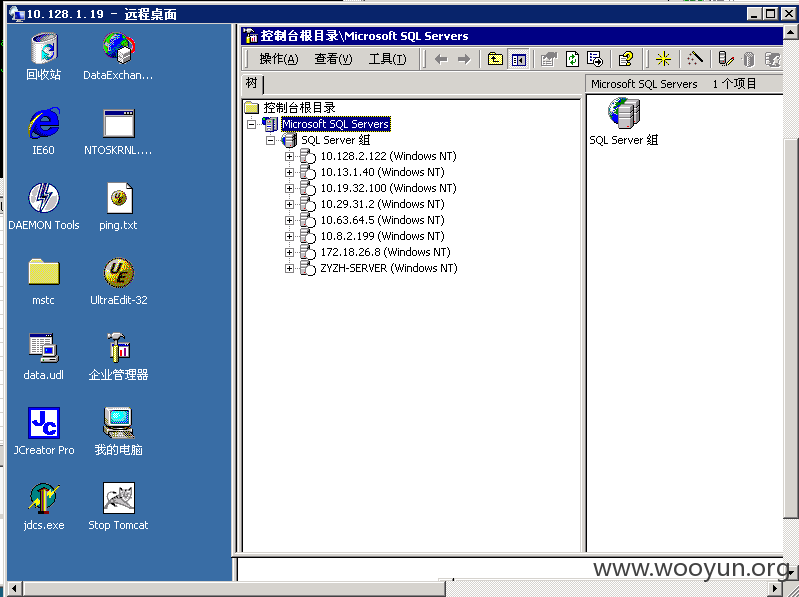 10.128.1.19 - 远程桌面
回收站
DataExchan...
IE60
NTOSKRNL....
DAEMON Tools
ping.txt
mstc
UltraEdit-32
data.udl
企业管理器
JCreator Pro
我的电脑
jdcs.exe
Stop Tomcat
控制台根目录\Microsoft SQL Servers
操作(A) 查看(V) 工具(T)
树
控制台根目录
Microsoft SQL Servers
SQL Server 组
10.128.2.122 (Windows NT)
10.13.1.40 (Windows NT)
10.19.32.100 (Windows NT)
10.29.31.2 (Windows NT)
10.63.64.5 (Windows NT)
10.8.2.199 (Windows NT)
172.18.26.8 (Windows NT)
ZYZH-SERVER (Windows NT)
Microsoft SQL Servers 1 个项目
SQL Server 组
www.wooyun.org